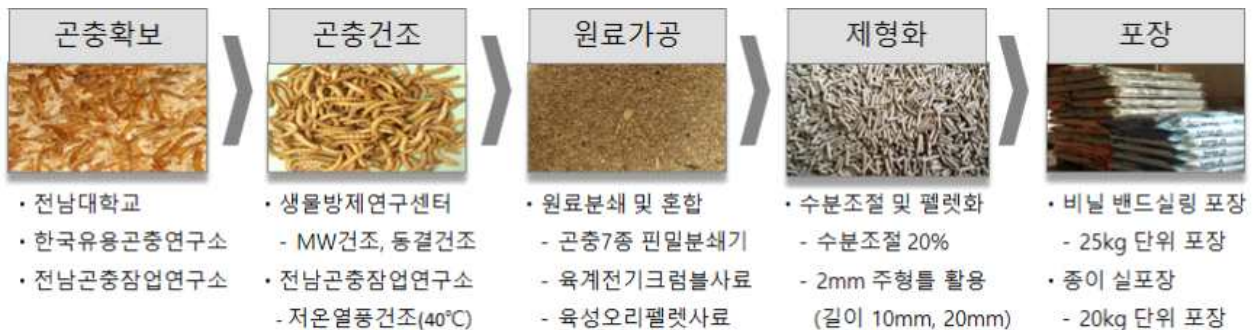 곤충확보
• 전남대학교
• 한국유용곤충연구소
• 전남곤충잠업연구소
곤충건조
• 생물방제연구센터
- MW건조, 동결건조
• 전남곤충잠업연구소
- 저온열풍건조(40℃)
원료가공
• 원료분쇄 및 혼합
- 곤충7종 핀밀분쇄기
- 육계전기크럼블사료
- 육성오리펠렛사료
제형화
• 수분조절 및 펠렛화
- 수분조절 20%
- 2mm 주형틀 활용
(길이 10mm, 20mm)
포장
• 비닐 밴드실링 포장
- 25kg 단위 포장
• 종이 실포장
- 20kg 단위 포장